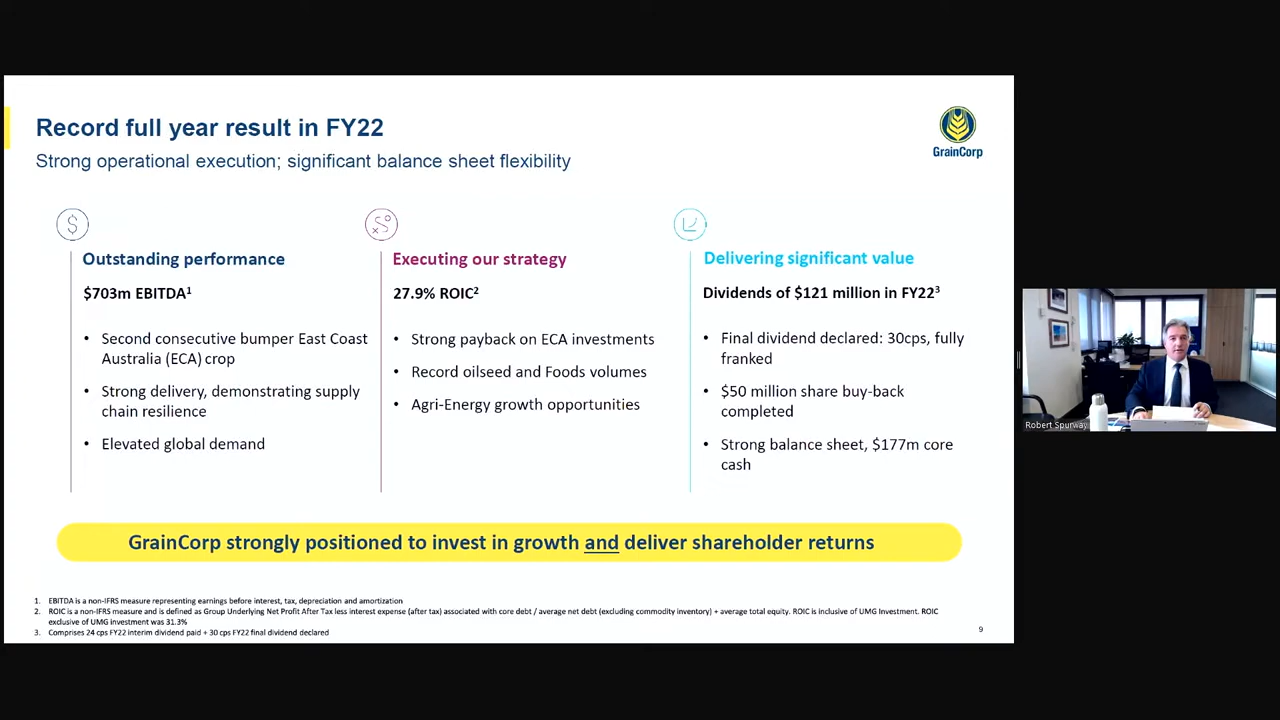 Record full year result in FY22
Strong operational execution; significant balance sheet flexibility
GrainCorp
Outstanding performance
$703m EBITDA1
• Second consecutive bumper East Coast
Australia (ECA) crop
• Strong delivery, demonstrating supply
chain resilience
• Elevated global demand
Executing our strategy
27.9% ROIC2
• Strong payback on ECA investments
• Record oilseed and Foods volumes
• Agri-Energy growth opportunities
Delivering significant value
Dividends of $121 million in FY223
• Final dividend declared: 30cps, fully
franked
• $50 million share buy-back
completed
• Strong balance sheet, $177m core
cash
GrainCorp strongly positioned to invest in growth and deliver shareholder returns
1. EBITDA is a non-IFRS measure representing earnings before interest, tax, depreciation and amortization
2. ROIC is a non-IFRS measure and is defined as Group Underlying Net Profit After Tax less interest expense (after tax) associated with core debt / average net debt (excluding commodity inventory) + average total equity. ROIC is inclusive of UMG Investment. ROIC
exclusive of UMG investment was 31.3%
3. Comprises 24 cps FY22 interim dividend paid + 30 cps FY22 final dividend declared
9
Robert Spurway